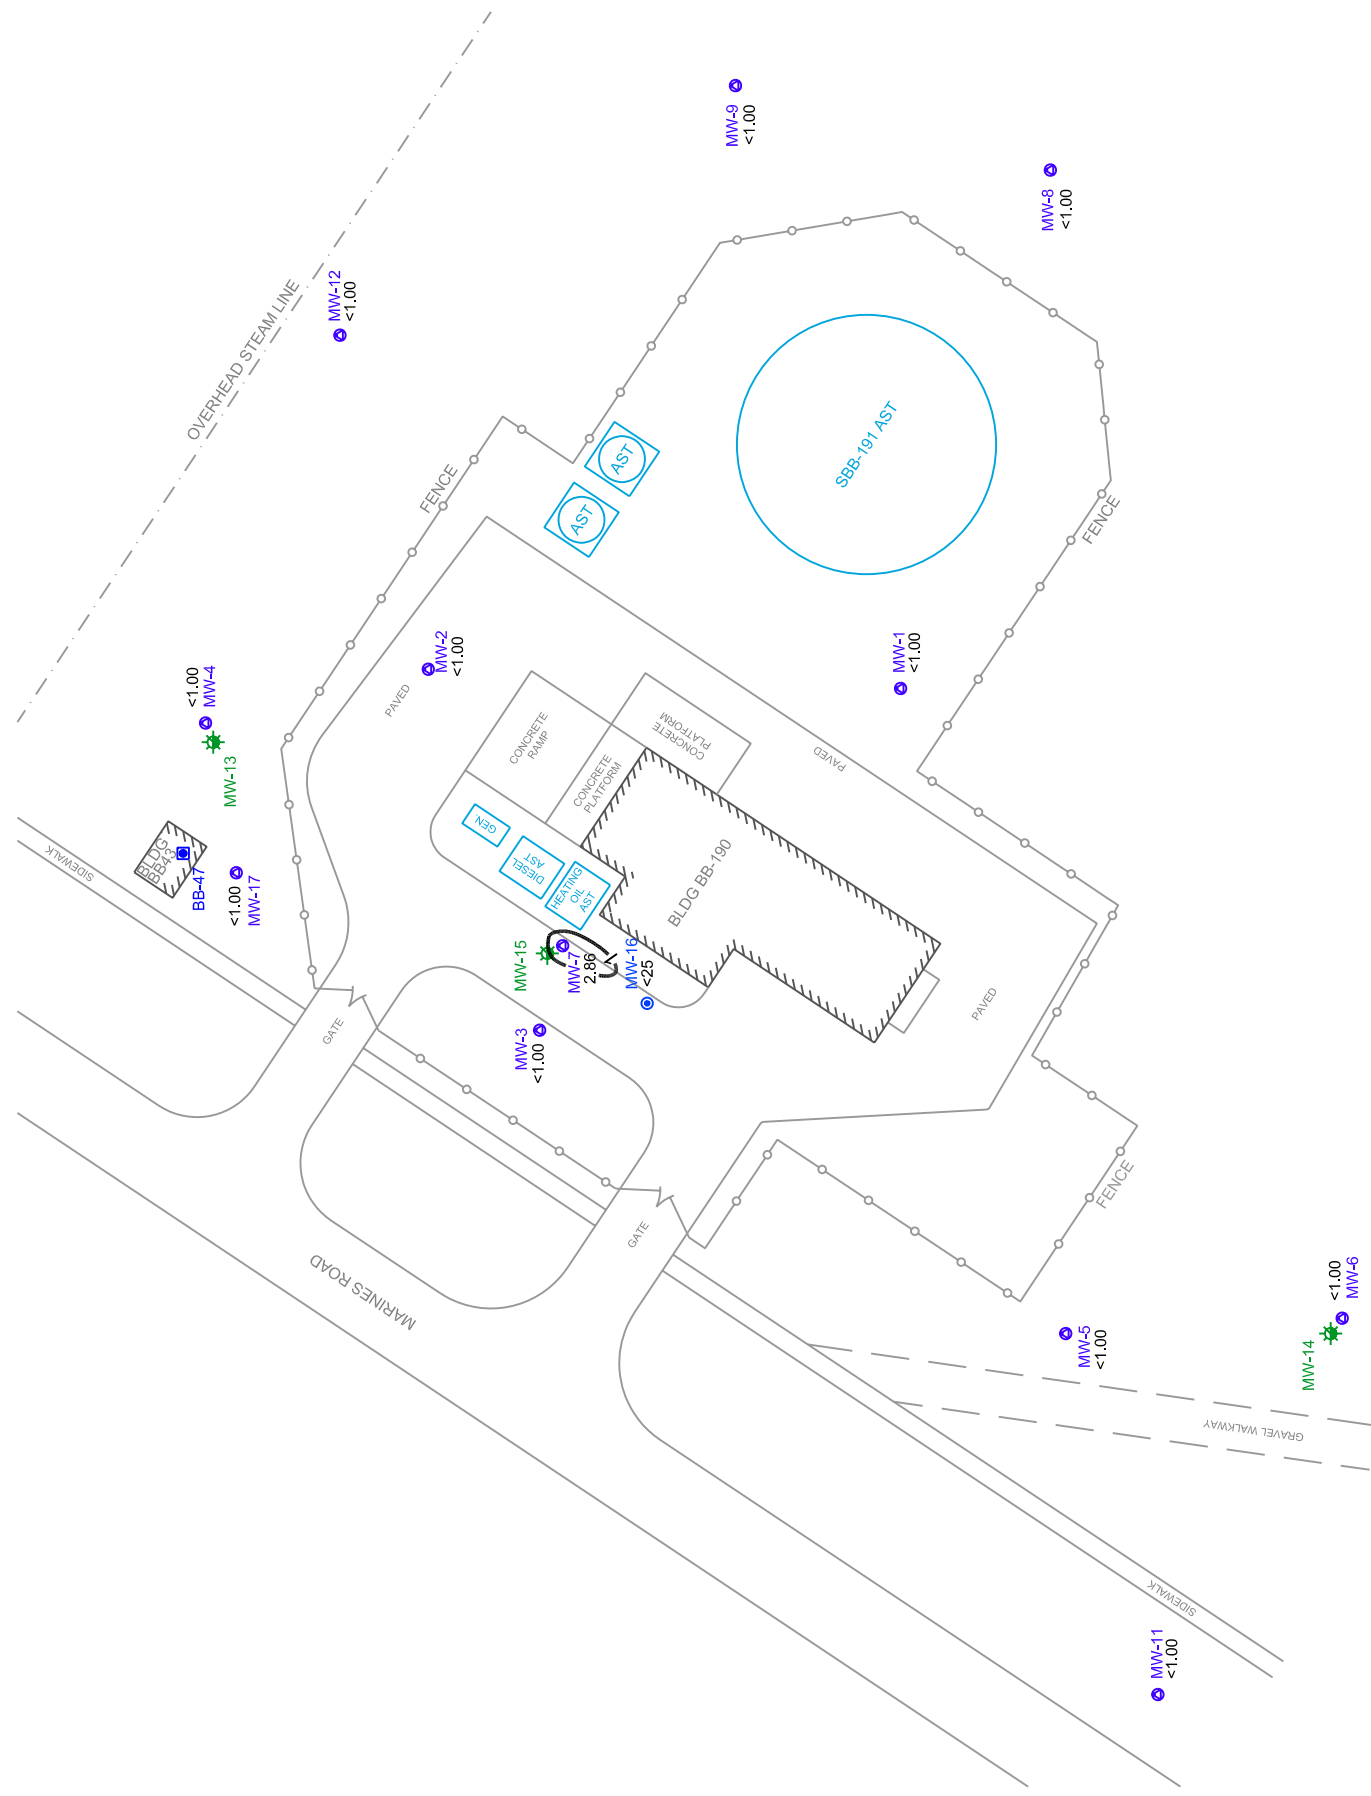 MW-9
<1.00
MW-8
<1.00
OVERHEAD STEAM LINE
MW-12
<1.00
FENCE
AST
AST
SBB-191 AST
FENCE
MW-2
<1.00
MW-1
<1.00
<1.00
MW-4
MW-13
PAVED
CONCRETE
RAMP
CONCRETE
PLATFORM
CONCRETE
PLATFORM
PAVED
GEN
DIESEL
AST
HEATING
OIL
AST
BLDG BB-190
SIDEWALK
BLDG
BB43
BB-47
<1.00
MW-17
MW-15
MW-7
2.86
1
MW-16
<25
MW-3
<1.00
GATE
PAVED
GATE
FENCE
MARINES ROAD
MW-5
<1.00
<1.00
MW-6
MW-14
GRAVEL WALKWAY
SIDEWALK
MW-11
<1.00